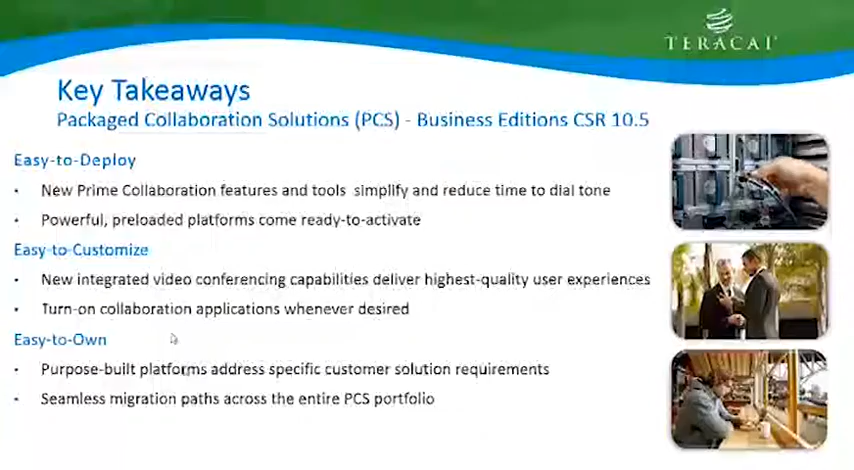 TERACAI
Key Takeaways
Packaged Collaboration Solutions (PCS) - Business Editions CSR 10.5
Easy-to-Deploy
• New Prime Collaboration features and tools simplify and reduce time to dial tone
• Powerful, preloaded platforms come ready-to-activate
Easy-to-Customize
• New integrated video conferencing capabilities deliver highest-quality user experiences
• Turn-on collaboration applications whenever desired
Easy-to-Own
• Purpose-built platforms address specific customer solution requirements
• Seamless migration paths across the entire PCS portfolio